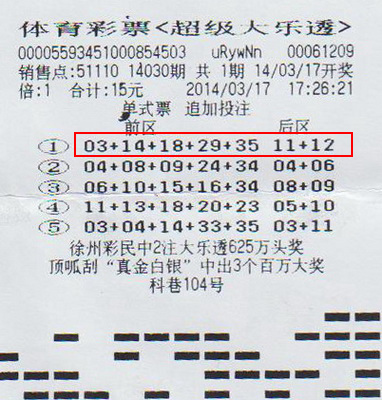 体育彩票<超级大乐透>
00005593451000854503 uRywNn 00061209
销售点:51110 14030期 共 1期 14/03/17开奖
倍:1 合计:15元 2014/03/17 17:26:21
单式票 追加投注
前区 后区
① 03+14+18+29+35 11+12
② 04+08+09+24+34 04+06
③ 06+10+15+16+34 08+09
④ 11+13+18+20+23 05+10
⑤ 03+04+14+33+35 03+11
徐州彩民中2注大乐透625万头奖
顶呱刮“真金白银”中出3个百万大奖
科巷104号